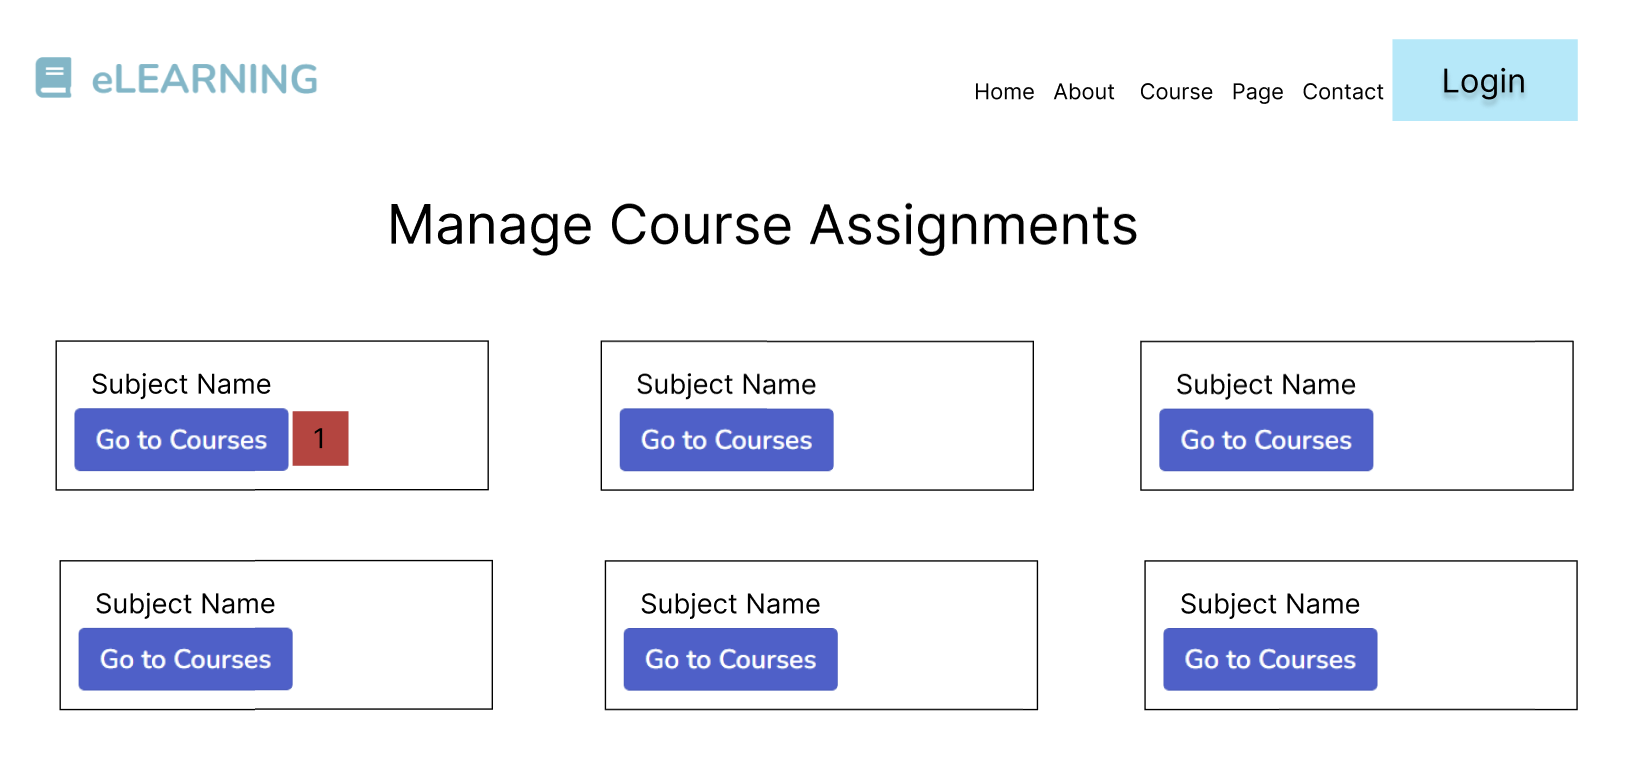 eLEARNING
Home About Course Page Contact Login
Manage Course Assignments
Subject Name Subject Name Subject Name
Go to Courses 1 Go to Courses Go to Courses
Subject Name Subject Name Subject Name
Go to Courses Go to Courses Go to Courses